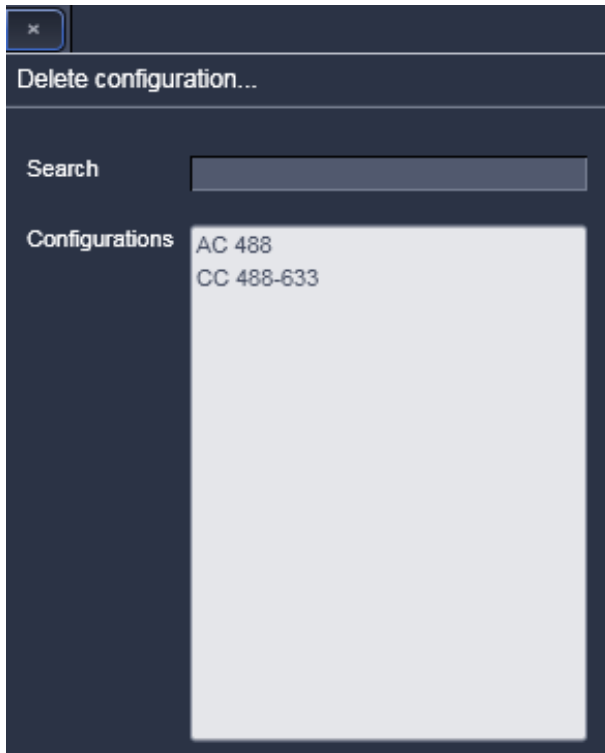 ×
Delete configuration...
Search
Configurations
AC 488
CC 488-633